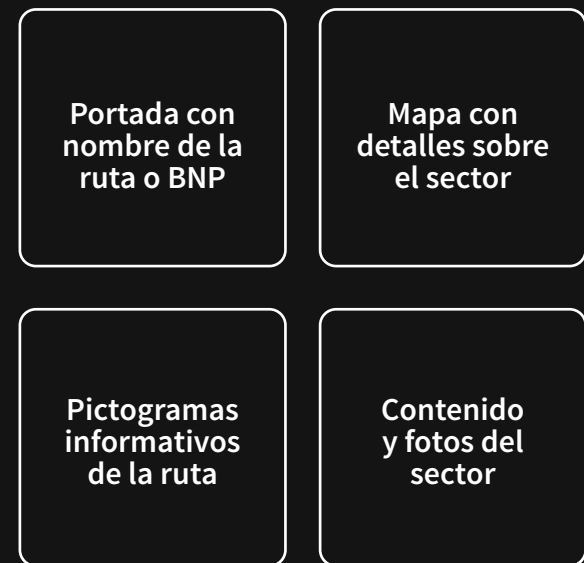 Portada con
nombre de la
ruta o BNP
Mapa con
detalles sobre
el sector
Pictogramas
informativos
de la ruta
Contenido
y fotos del
sector